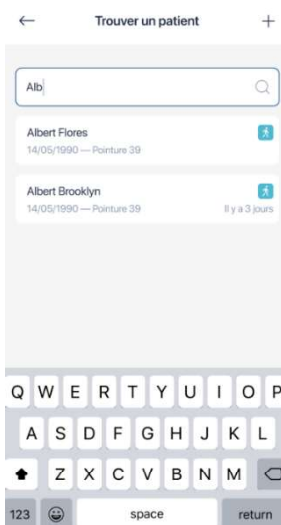 Trouver un patient
Alb
Albert Flores
14/05/1990 — Pointure 39
Albert Brooklyn
14/05/1990 — Pointure 39
Il y a 3 jours
Q W E R T Y U I O P
A S D F G H J K L
Z X C V B N M
123 space return